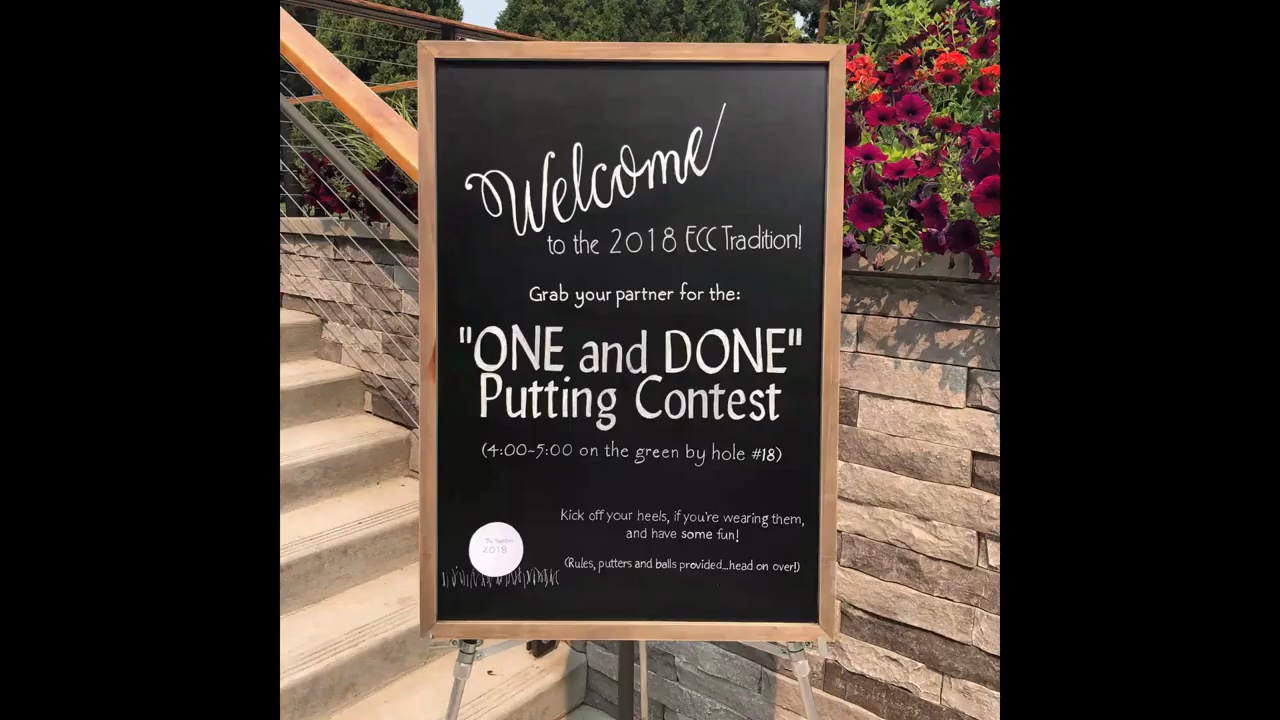 Welcome
to the 2018 ECC Tradition!
Grab your partner for the:
"ONE and DONE"
Putting Contest
(4:00-5:00 on the green by hole #18)
Kick off your heels, if you're wearing them,
and have some fun!
(Rules, putters and balls provided...head on over!)
2018